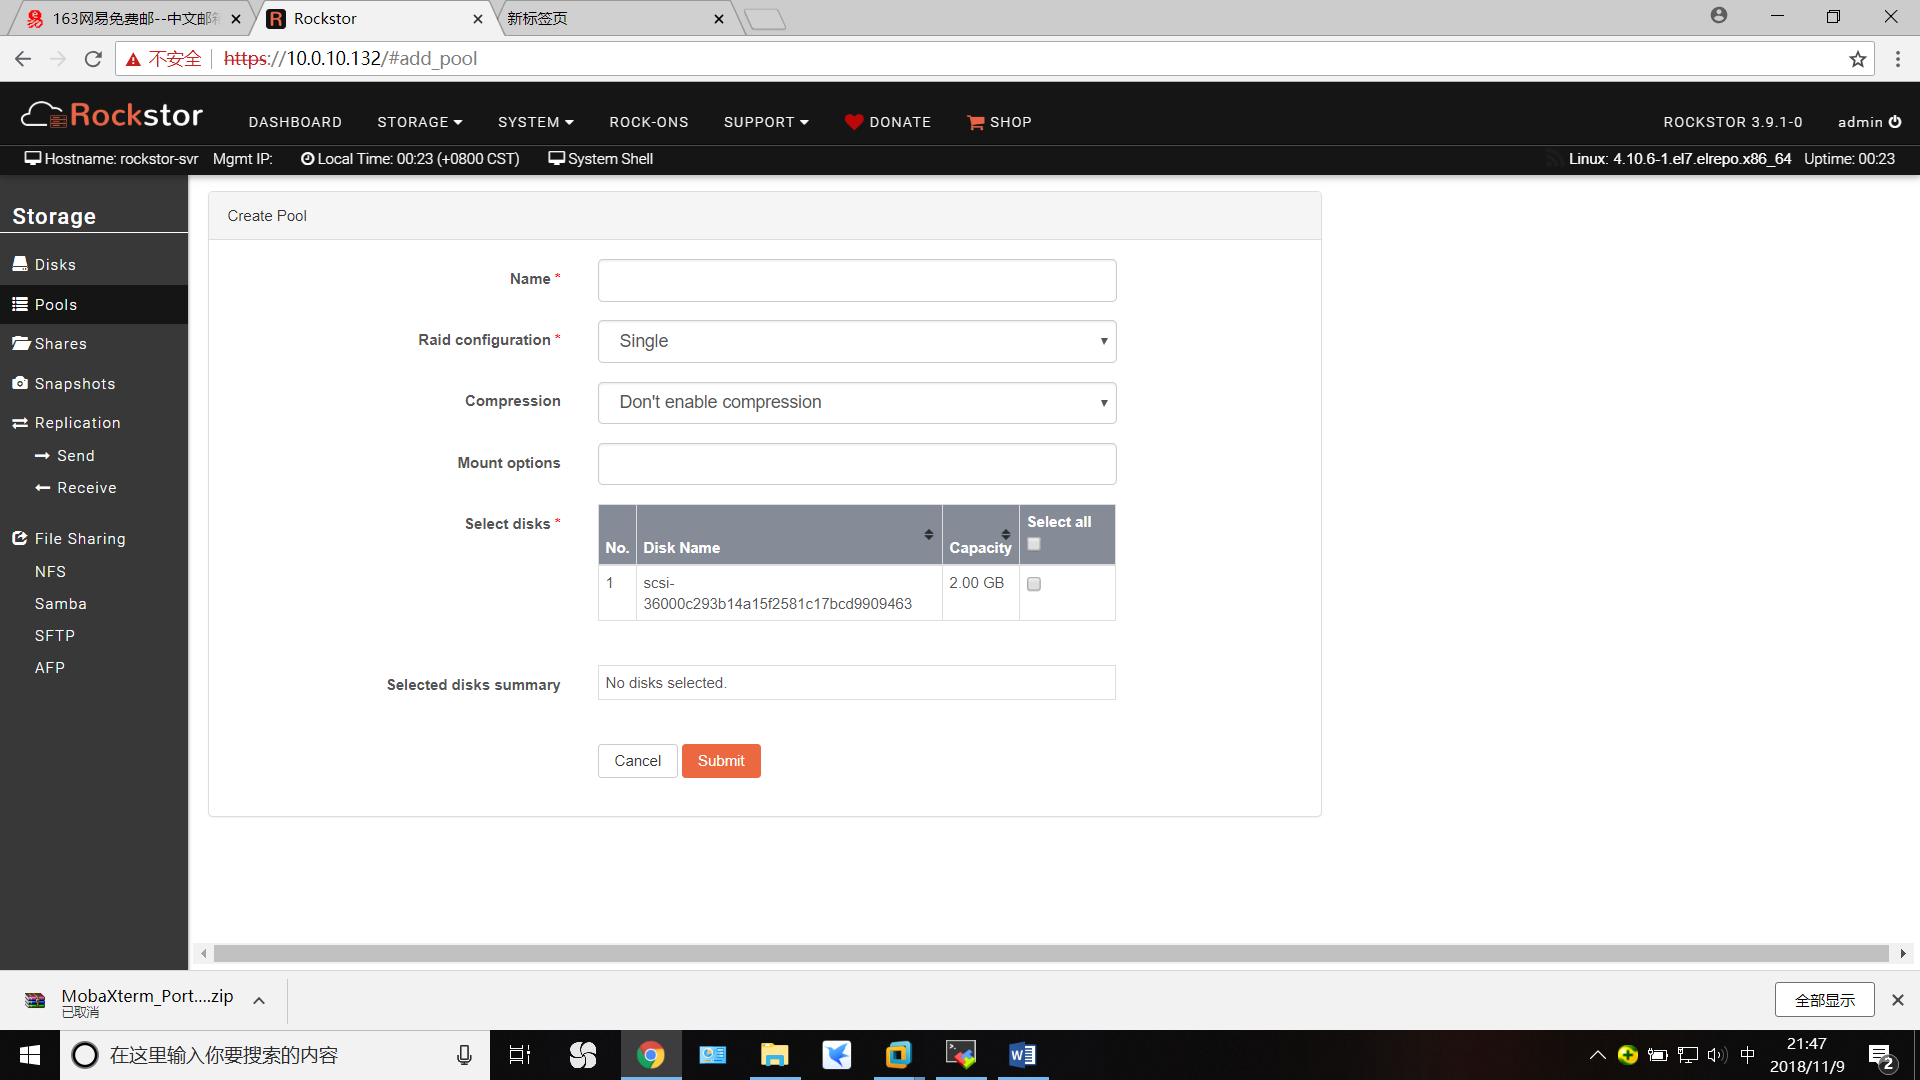 163网易免费邮--中文邮
Rockstor
新标签页
不安全
https://10.0.10.132/#add_pool
Rockstor
DASHBOARD
STORAGE
SYSTEM
ROCK-ONS
SUPPORT
DONATE
SHOP
ROCKSTOR 3.9.1-0
admin
Hostname: rockstor-svr
Mgmt IP:
Local Time: 00:23 (+0800 CST)
System Shell
Linux: 4.10.6-1.el7.elrepo.x86_64
Uptime: 00:23
Storage
Disks
Pools
Shares
Snapshots
Replication
Send
Receive
File Sharing
NFS
Samba
SFTP
AFP
Create Pool
Name *
Raid configuration *
Single
Compression
Don't enable compression
Mount options
Select disks *
No.
Disk Name
Capacity
Select all
1
scsi-
36000c293b14a15f2581c17bcd9909463
2.00 GB
Selected disks summary
No disks selected.
Cancel
Submit
MobaXterm_Port....zip
已取消
全部显示
在这里输入你要搜索的内容
中
21:47
2018/11/9
2